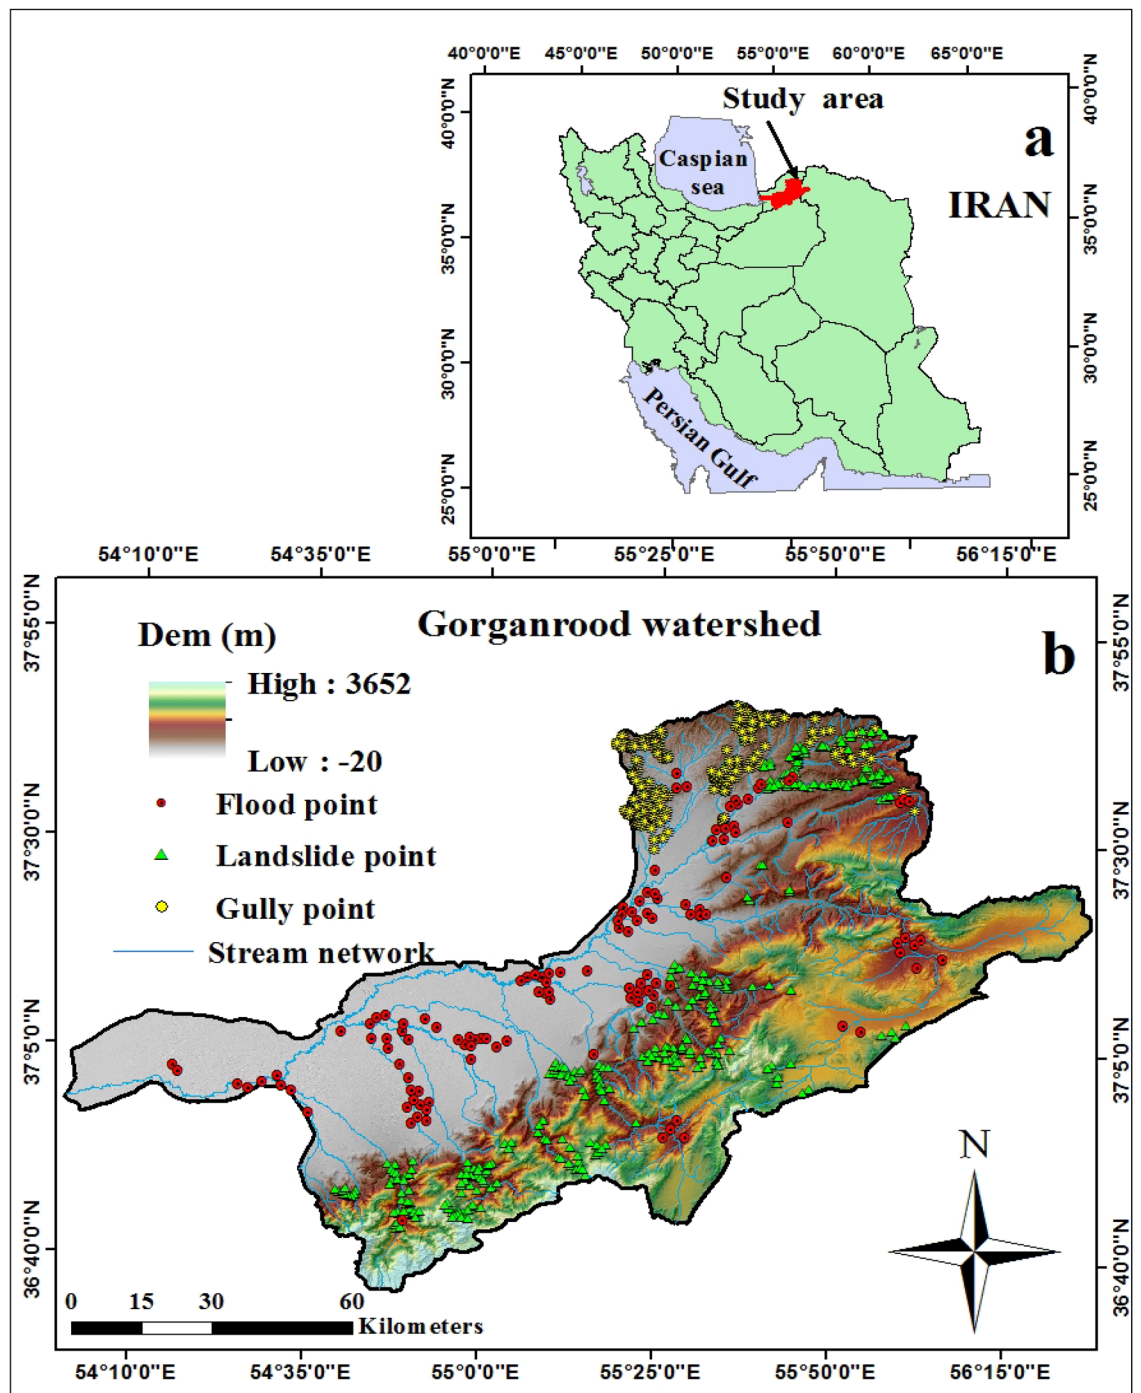 40°0'0"E 45°0'0"E 50°0'0"E 55°0'0"E 60°0'0"E 65°0'0"E
Study area
a
Caspian
sea
IRAN
Persian Gulf
40°0'0"N
35°0'0"N
30°0'0"N
25°0'0"N
40°0'0"N
35°0'0"N
30°0'0"N
25°0'0"N
54°10'0"E 54°35'0"E 55°0'0"E 55°25'0"E 55°50'0"E 56°15'0"E
Gorganrood watershed
b
Dem (m)
High : 3652
Low : -20
Flood point
Landslide point
Gully point
Stream network
37°55'0"N
37°30'0"N
37°5'0"N
36°40'0"N
37°55'0"N
37°30'0"N
37°5'0"N
36°40'0"N
N
0 15 30 60
Kilometers
54°10'0"E 54°35'0"E 55°0'0"E 55°25'0"E 55°50'0"E 56°15'0"E